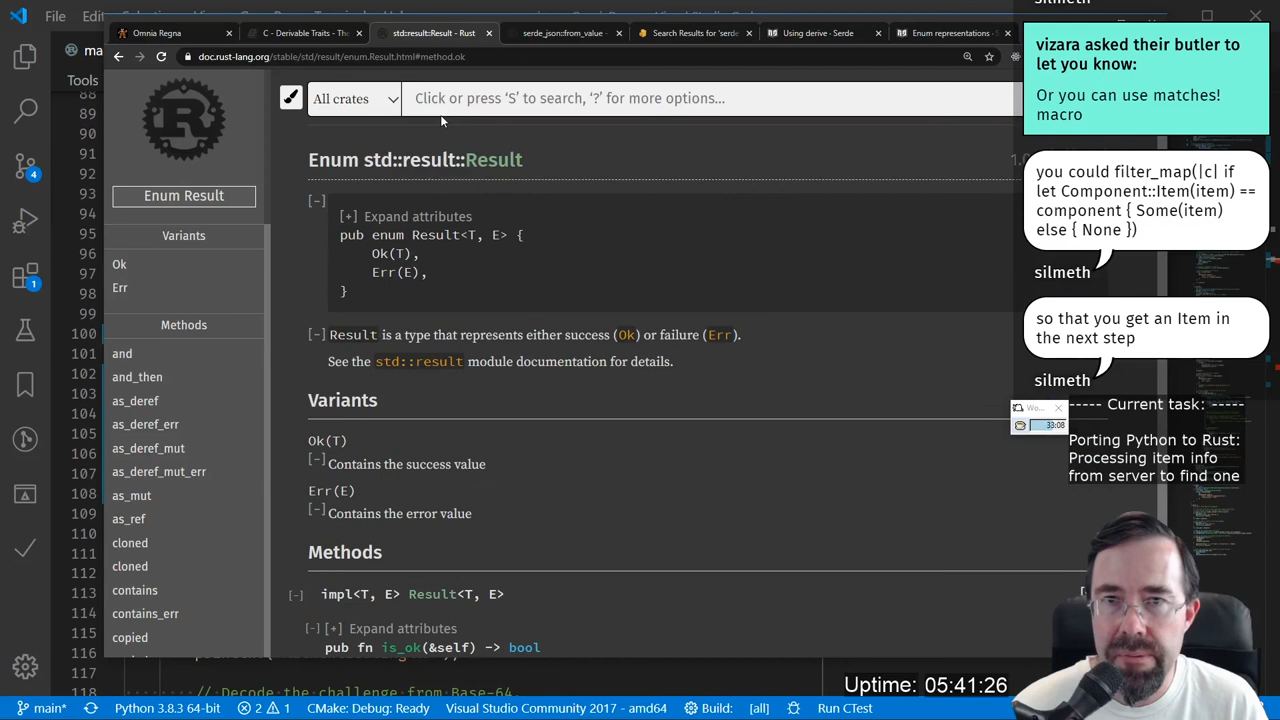 File
Ed
silmeth
Omnia Regna
C - Derivable Traits - The
std::result::Result - Rust
serde_json::from_value -
Search Results for 'serde
Using derive - Serde
Enum representations
doc.rust-lang.org/stable/std/result/enum.Result.html#method.ok
ma
Tools
All crates
Click or press ‘S’ to search, ‘?’ for more options...
vizara asked their butler to
let you know:
Or you can use matches!
macro
Enum std::result::Result
1.0
Enum Result
[-]
[+] Expand attributes
pub enum Result<T, E> {
Ok(T),
Err(E),
}
you could filter_map(|c| if
let Component::Item(item) ==
component { Some(item)
else { None })
silmeth
Variants
Ok
Err
Methods
and
and_then
as_deref
as_deref_err
as_deref_mut
as_deref_mut_err
as_mut
as_ref
cloned
cloned
contains
contains_err
copied
[-] Result is a type that represents either success (Ok) or failure (Err).
See the std::result module documentation for details.
Variants
Ok(T)
[-] Contains the success value
Err(E)
[-] Contains the error value
Methods
[-] impl<T, E> Result<T, E>
[-] [+] Expand attributes
pub fn is_ok(&self) -> bool
so that you get an Item in
the next step
silmeth
Wo...
33:08
----- Current task: -----
Porting Python to Rust:
Processing item info
from server to find one
88
89
90
91
92
93
94
95
96
97
98
99
100
101
102
103
104
105
106
107
108
109
110
111
112
113
114
115
116
117
118
4
1
// Decode the challenge from Base-64.
Uptime: 05:41:26
main*
Python 3.8.3 64-bit
2
1
CMake: Debug: Ready
Visual Studio Community 2017 - amd64
Build:
[all]
Run CTest